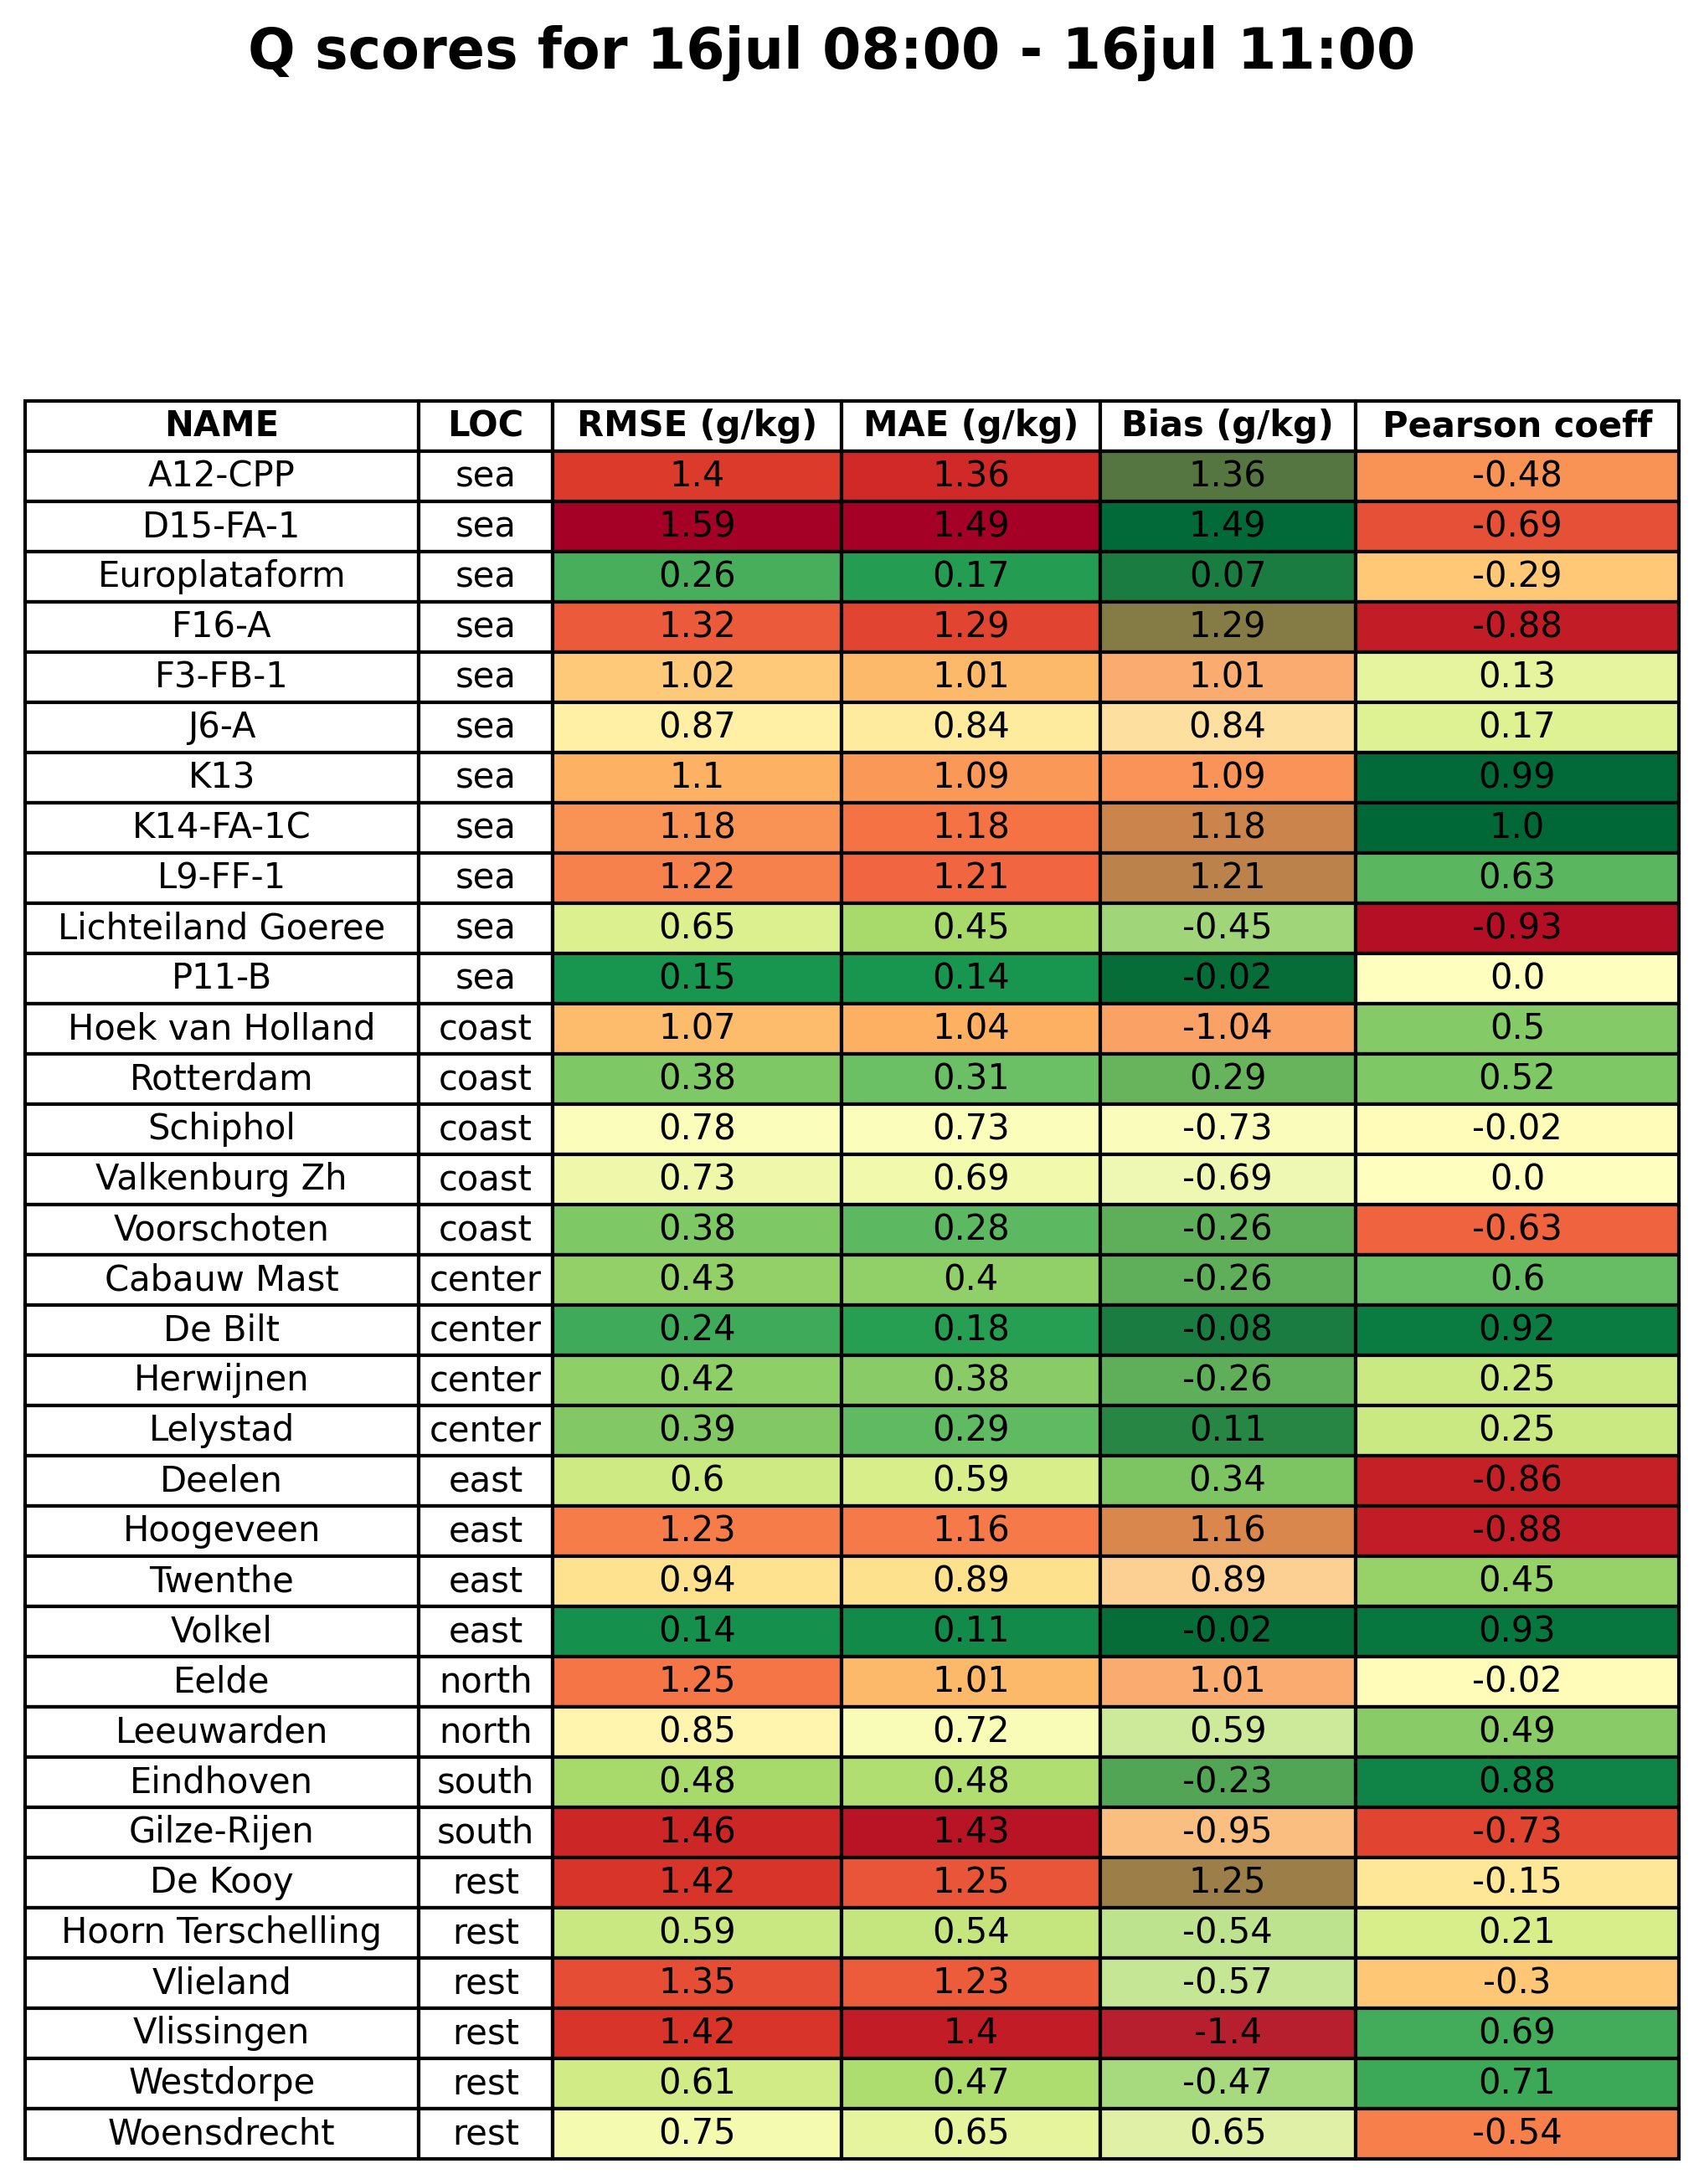 Q scores for 16jul 08:00 - 16jul 11:00
NAME LOC RMSE (g/kg) MAE (g/kg) Bias (g/kg) Pearson coeff
A12-CPP sea 1.4 1.36 1.36 -0.48
D15-FA-1 sea 1.59 1.49 1.49 -0.69
Europlataform sea 0.26 0.17 0.07 -0.29
F16-A sea 1.32 1.29 1.29 -0.88
F3-FB-1 sea 1.02 1.01 1.01 0.13
J6-A sea 0.87 0.84 0.84 0.17
K13 sea 1.1 1.09 1.09 0.99
K14-FA-1C sea 1.18 1.18 1.18 1.0
L9-FF-1 sea 1.22 1.21 1.21 0.63
Lichteiland Goeree sea 0.65 0.45 -0.45 -0.93
P11-B sea 0.15 0.14 -0.02 0.0
Hoek van Holland coast 1.07 1.04 -1.04 0.5
Rotterdam coast 0.38 0.31 0.29 0.52
Schiphol coast 0.78 0.73 -0.73 -0.02
Valkenburg Zh coast 0.73 0.69 -0.69 0.0
Voorschoten coast 0.38 0.28 -0.26 -0.63
Cabauw Mast center 0.43 0.4 -0.26 0.6
De Bilt center 0.24 0.18 -0.08 0.92
Herwijnen center 0.42 0.38 -0.26 0.25
Lelystad center 0.39 0.29 0.11 0.25
Deelen east 0.6 0.59 0.34 -0.86
Hoogeveen east 1.23 1.16 1.16 -0.88
Twenthe east 0.94 0.89 0.89 0.45
Volkel east 0.14 0.11 -0.02 0.93
Eelde north 1.25 1.01 1.01 -0.02
Leeuwarden north 0.85 0.72 0.59 0.49
Eindhoven south 0.48 0.48 -0.23 0.88
Gilze-Rijen south 1.46 1.43 -0.95 -0.73
De Kooy rest 1.42 1.25 1.25 -0.15
Hoorn Terschelling rest 0.59 0.54 -0.54 0.21
Vlieland rest 1.35 1.23 -0.57 -0.3
Vlissingen rest 1.42 1.4 -1.4 0.69
Westdorpe rest 0.61 0.47 -0.47 0.71
Woensdrecht rest 0.75 0.65 0.65 -0.54